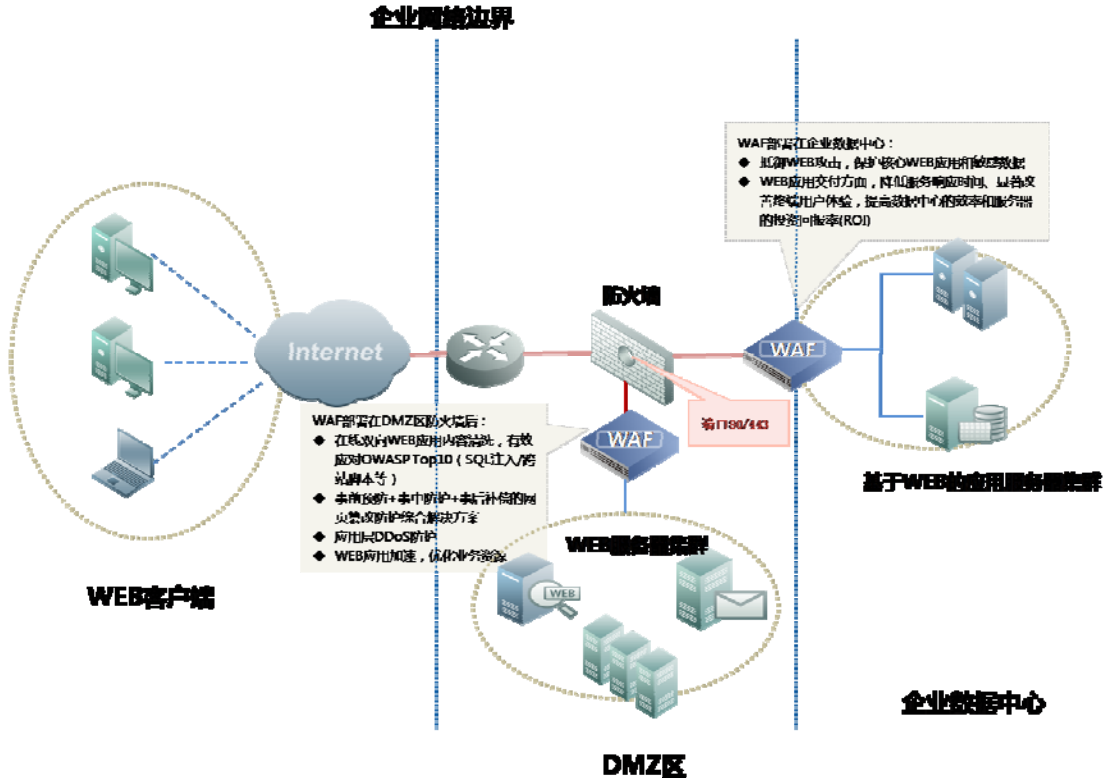 企业网络边界
WAF部署在企业数据中心：
◆ 抵御WEB攻击，保护核心WEB应用和敏感数据
◆ WEB应用交付方面，降低服务响应时间、显著改
善终端用户体验，提高数据中心的效率和服务器
的投资回报率(ROI)
防火墙
Internet
WAF
端口80/443
WAF部署在DMZ区防火墙后：
◆ 在线双向WEB应用内容清洗，有效
应对OWASP Top10（SQL注入/跨
站脚本等）
◆ 事前预防+事中防护+事后补偿的网
页篡改防护综合解决方案
◆ 应用层DDoS防护
◆ WEB应用加速，优化业务资源
WAF
基于WEB的应用服务器集群
WEB服务器集群
WEB
WEB客户端
企业数据中心
DMZ区